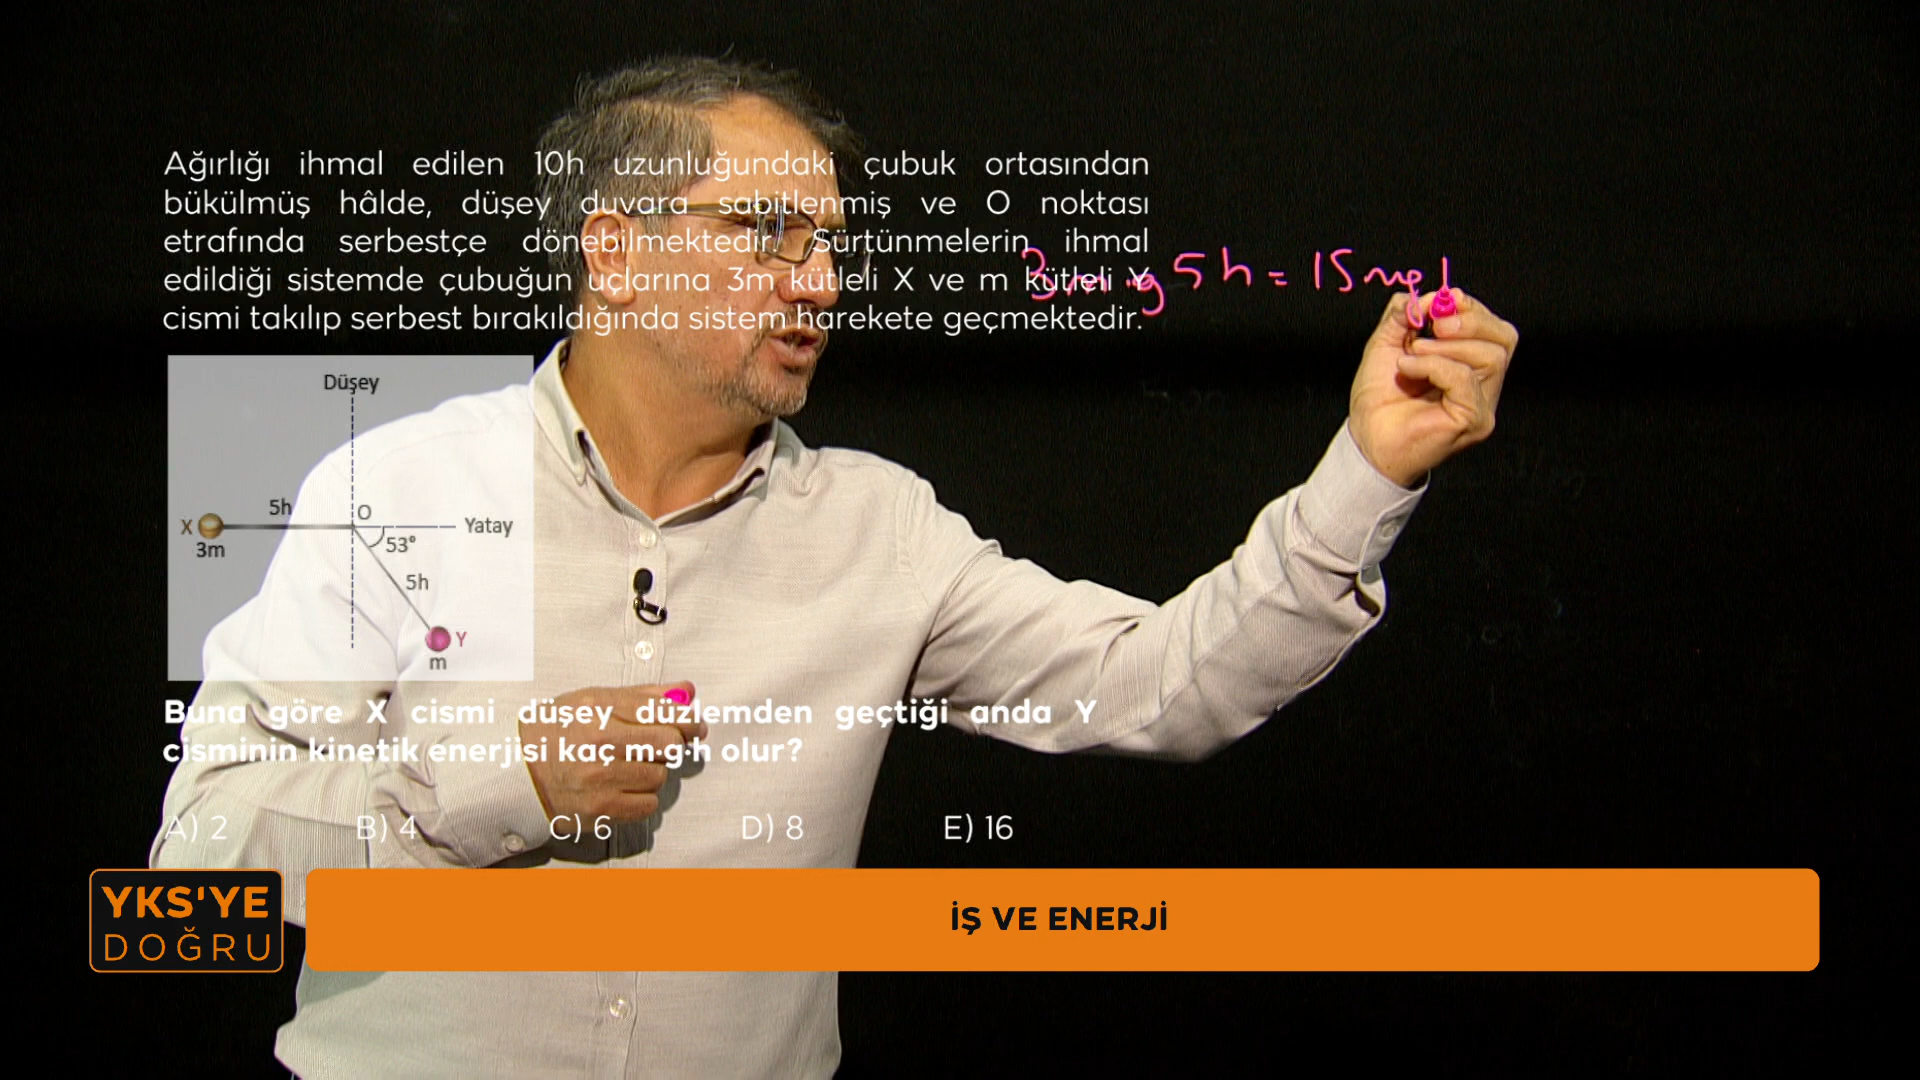 Ağırlığı ihmal edilen 10h uzunluğundaki çubuk ortasından
bükülmüş hâlde, düşey duvara sabitlenmiş ve O noktası
etrafında serbestçe dönebilmektedir. Sürtünmelerin ihmal
edildiği sistemde çubuğun uçlarına 3m kütleli X ve m kütleli Y
cismi takılıp serbest bırakıldığında sistem harekete geçmektedir.
3m.g5h = 15mg
Düşey
5h
O
X
Yatay
3m
53°
5h
Y
m
Buna göre X cismi düşey düzlemden geçtiği anda Y
cisminin kinetik enerjisi kaç m·g·h olur?
A) 2 B) 4 C) 6 D) 8 E) 16
YKS'YE
DOĞRU
İŞ VE ENERJİ